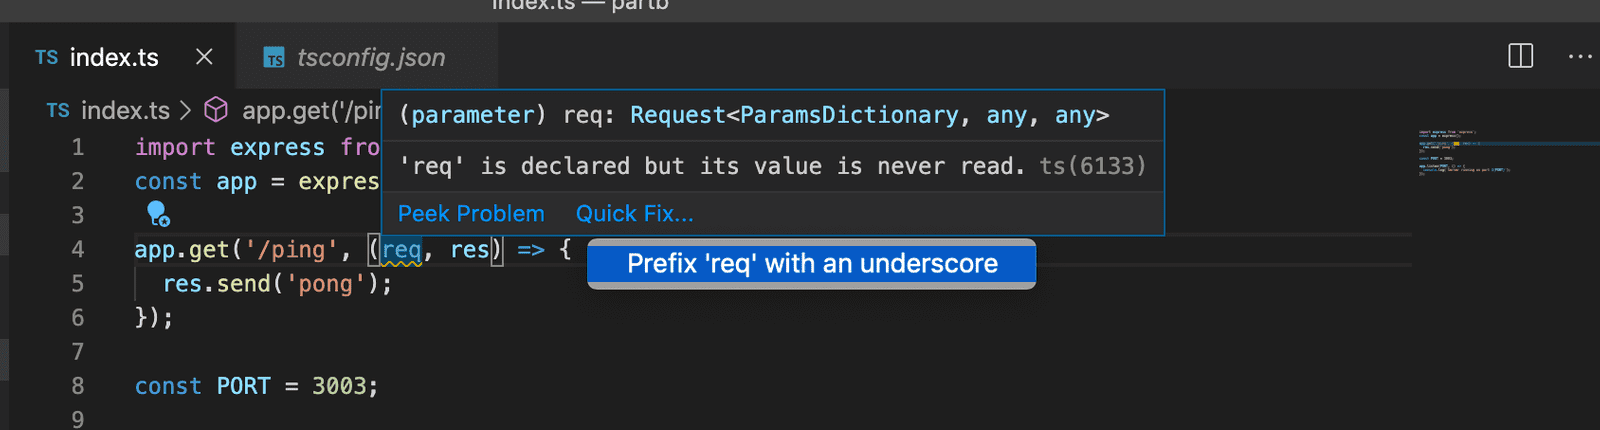 index.ts — partb
TS index.ts
TS tsconfig.json
TS index.ts > app.get('/pin
(parameter) req: Request<ParamsDictionary, any, any>
'req' is declared but its value is never read. ts(6133)
Peek Problem Quick Fix...
1 import express fro
2 const app = expres
3
4 app.get('/ping', (req, res) => {
Prefix 'req' with an underscore
5 res.send('pong');
6 });
7
8 const PORT = 3003;
9